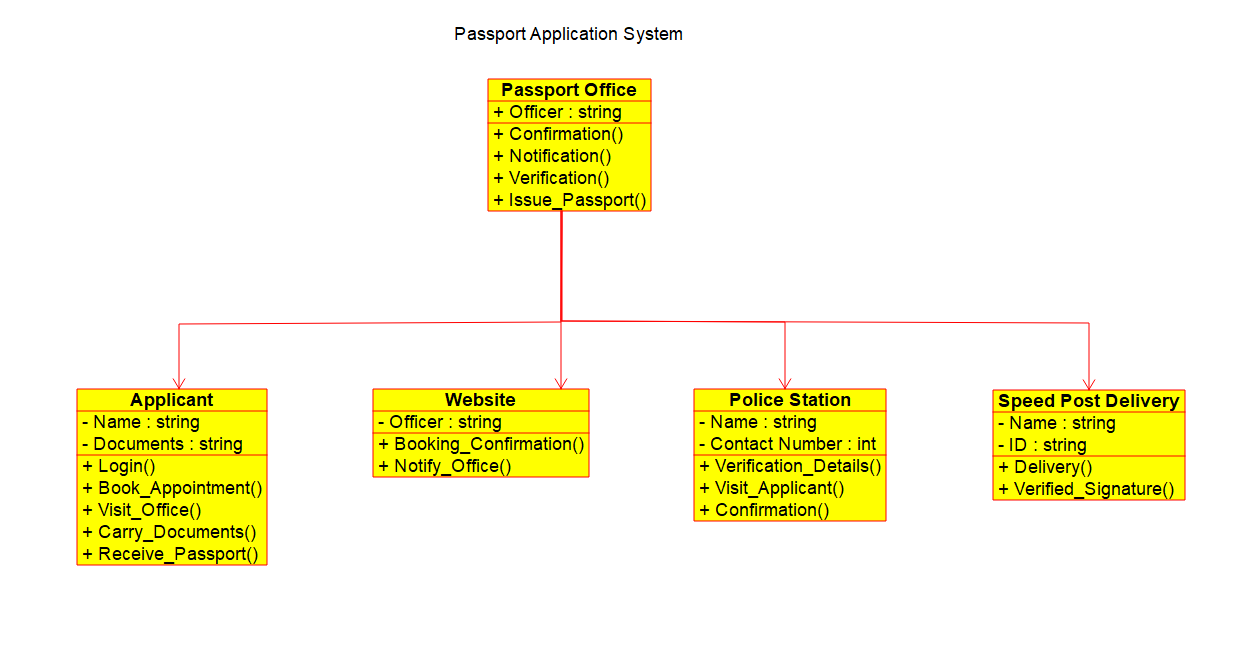 Passport Application System
Passport Office
+ Officer : string
+ Confirmation()
+ Notification()
+ Verification()
+ Issue_Passport()
Applicant
- Name : string
- Documents : string
+ Login()
+ Book_Appointment()
+ Visit_Office()
+ Carry_Documents()
+ Receive_Passport()
Website
- Officer : string
+ Booking_Confirmation()
+ Notify_Office()
Police Station
- Name : string
- Contact Number : int
+ Verification_Details()
+ Visit_Applicant()
+ Confirmation()
Speed Post Delivery
- Name : string
- ID : string
+ Delivery()
+ Verified_Signature()